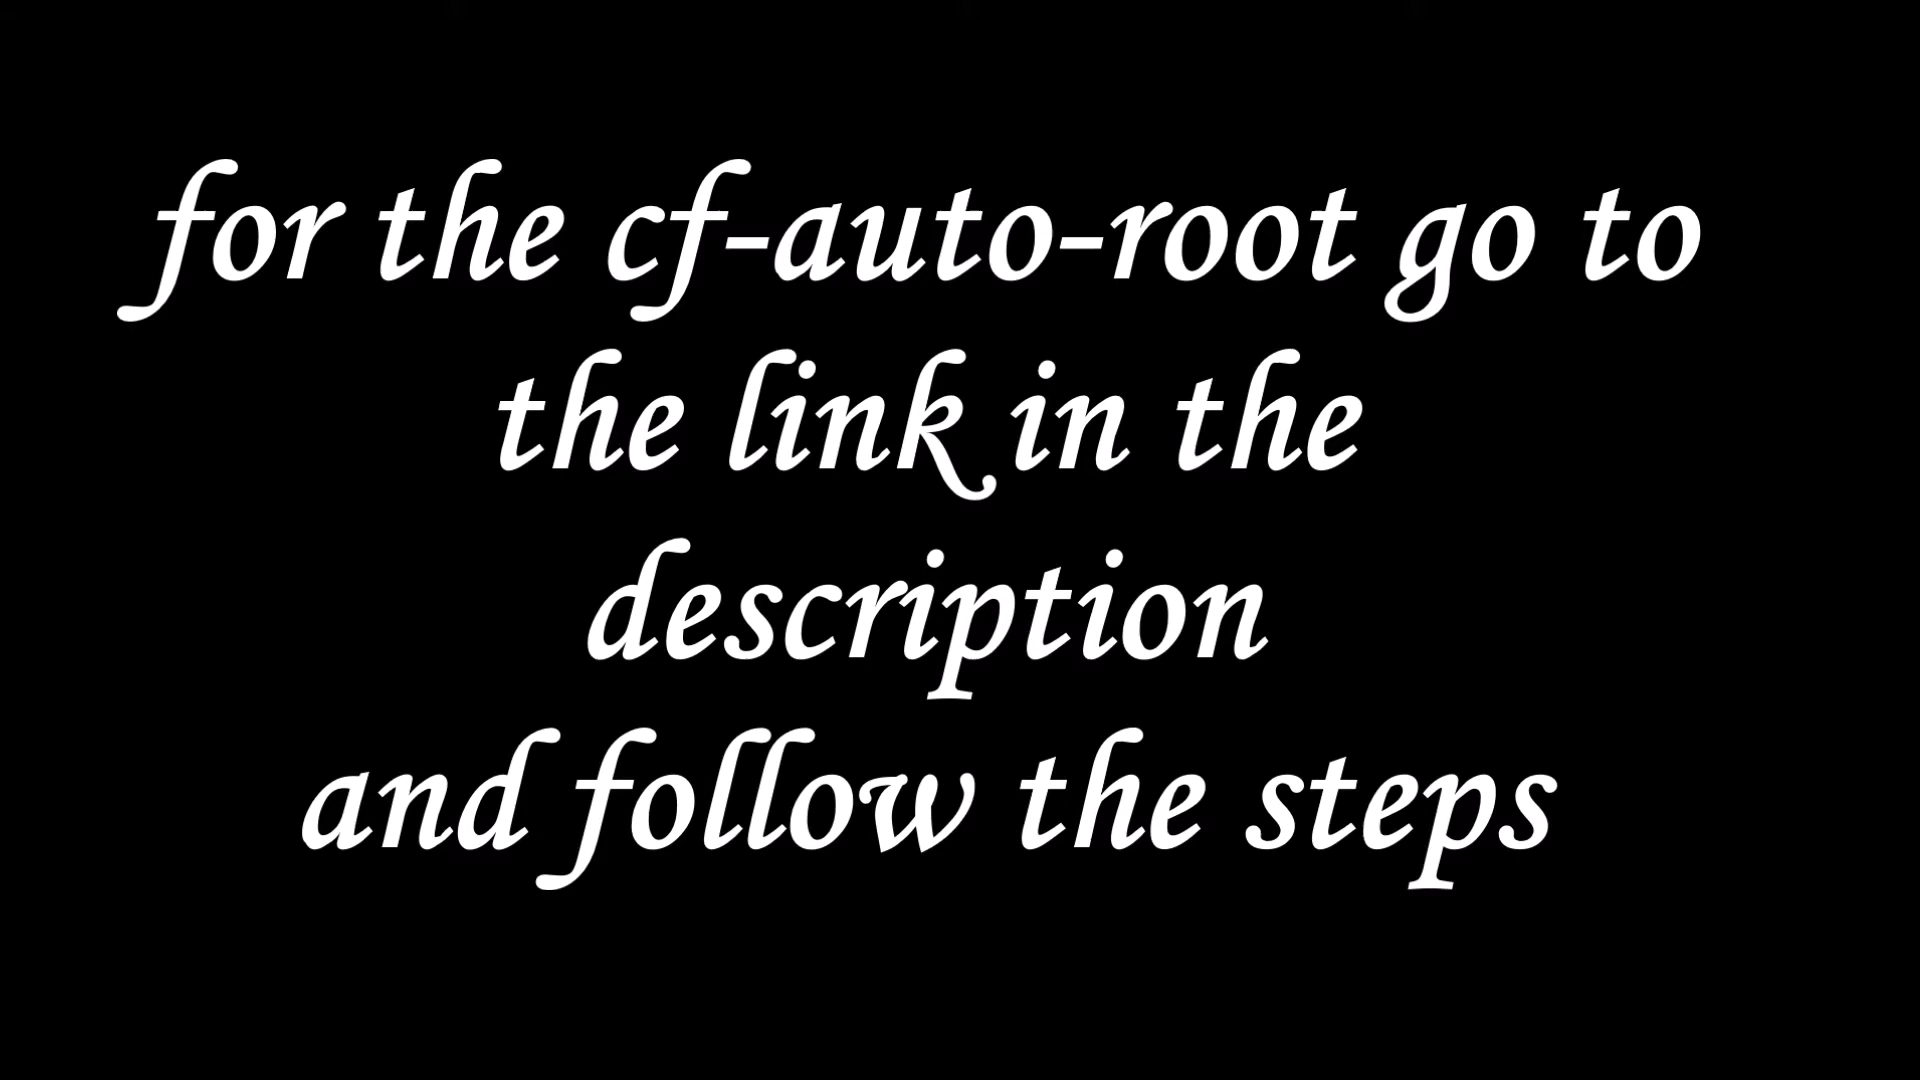 for the cf-auto-root go to
the link in the
description
and follow the steps